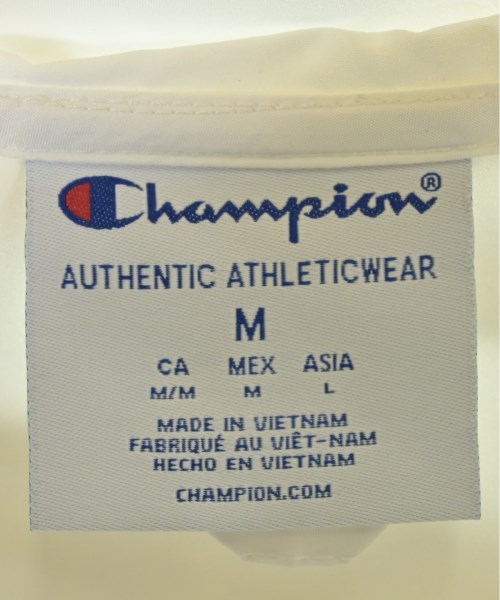 Champion®
AUTHENTIC ATHLETICWEAR
M
CA MEX ASIA
M/M M L
MADE IN VIETNAM
FABRIQUÉ AU VIÊT-NAM
HECHO EN VIETNAM
CHAMPION.COM